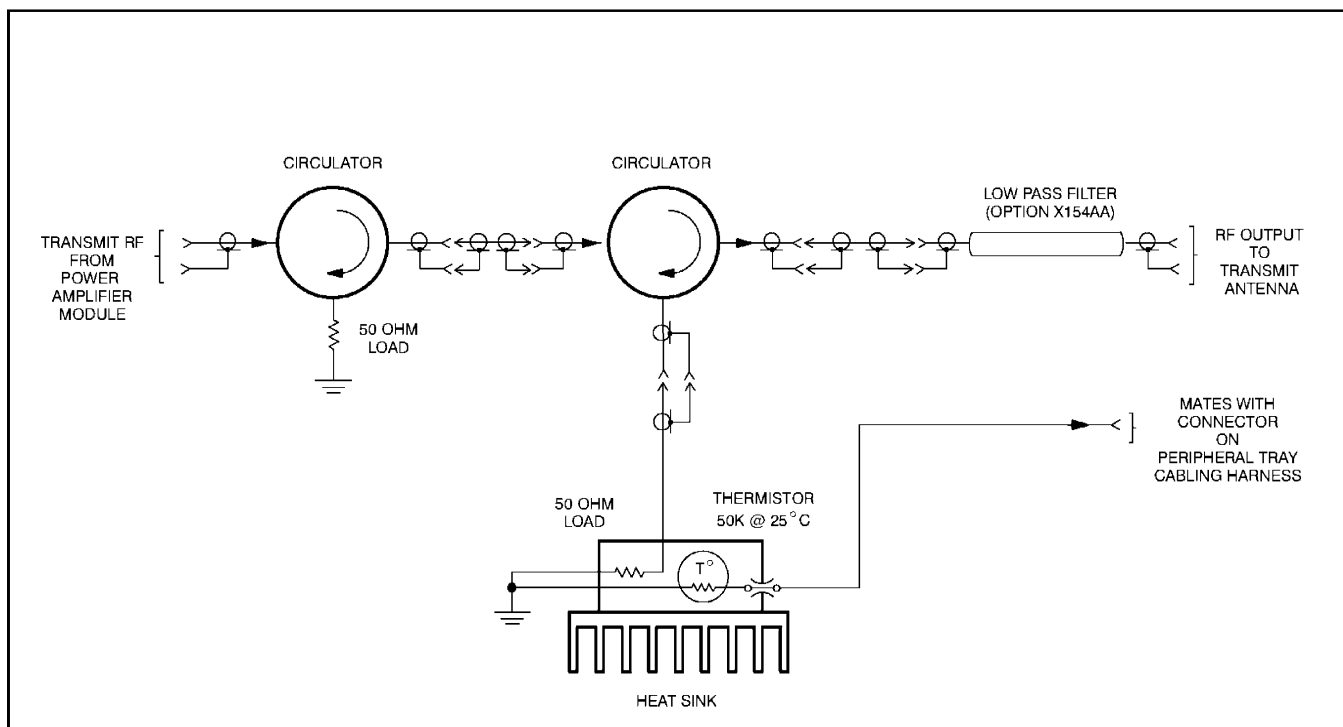 CIRCULATOR
CIRCULATOR
LOW PASS FILTER
(OPTION X154AA)
TRANSMIT RF
FROM
POWER
AMPLIFIER
MODULE
RF OUTPUT
TO
TRANSMIT
ANTENNA
50 OHM
LOAD
MATES WITH
CONNECTOR
ON
PERIPHERAL TRAY
CABLING HARNESS
50 OHM
LOAD
THERMISTOR
50K @ 25°C
T°
HEAT SINK